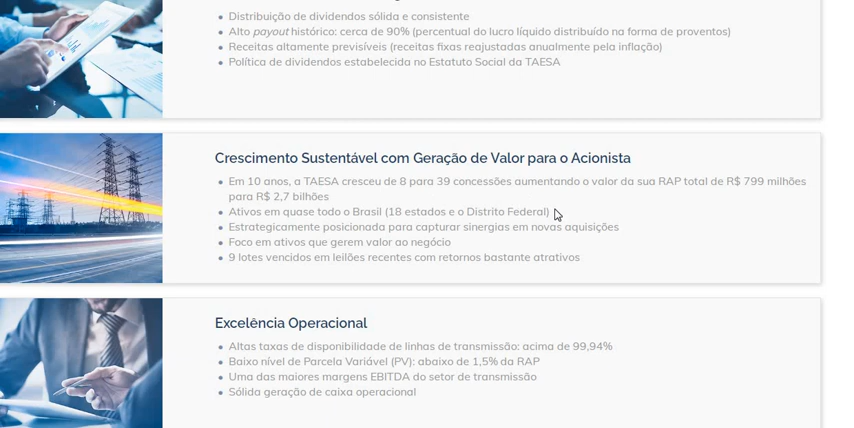 Distribuição de dividendos sólida e consistente
Alto payout histórico: cerca de 90% (percentual do lucro líquido distribuído na forma de proventos)
Receitas altamente previsíveis (receitas fixas reajustadas anualmente pela inflação)
Política de dividendos estabelecida no Estatuto Social da TAESA
Crescimento Sustentável com Geração de Valor para o Acionista
Em 10 anos, a TAESA cresceu de 8 para 39 concessões aumentando o valor da sua RAP total de R$ 799 milhões
para R$ 2,7 bilhões
Ativos em quase todo o Brasil (18 estados e o Distrito Federal)
Estrategicamente posicionada para capturar sinergias em novas aquisições
Foco em ativos que gerem valor ao negócio
9 lotes vencidos em leilões recentes com retornos bastante atrativos
Excelência Operacional
Altas taxas de disponibilidade de linhas de transmissão: acima de 99,94%
Baixo nível de Parcela Variável (PV): abaixo de 1,5% da RAP
Uma das maiores margens EBITDA do setor de transmissão
Sólida geração de caixa operacional